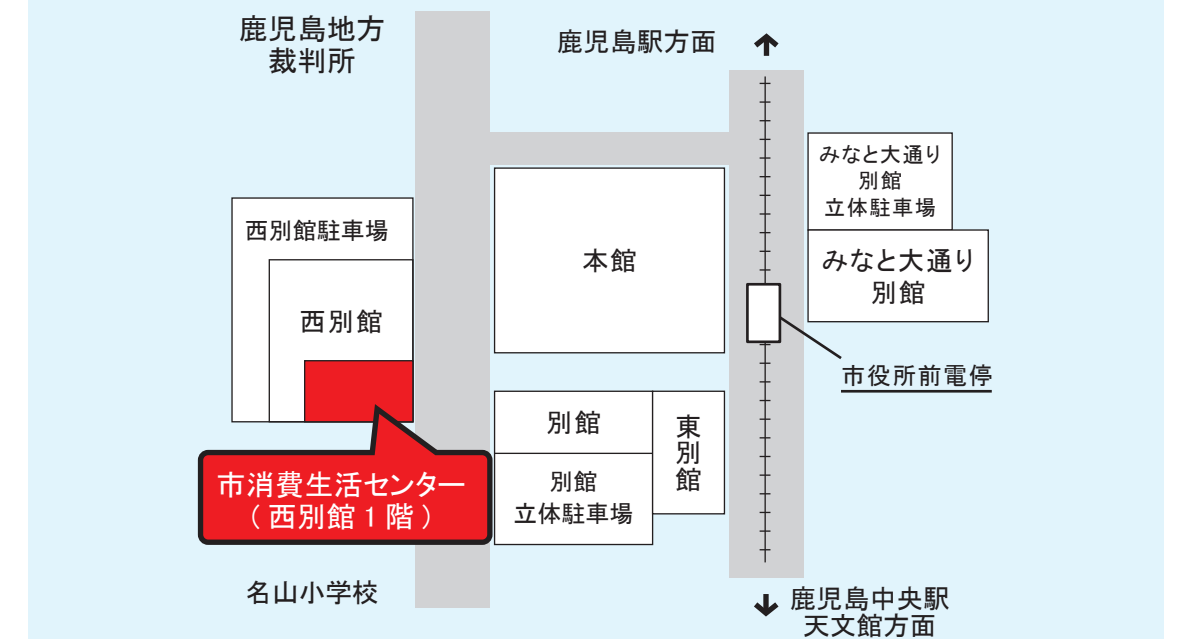 鹿児島地方
裁判所
鹿児島駅方面
みなと大通り
別館
立体駐車場
西別館駐車場
本館
みなと大通り
別館
西別館
市役所前電停
別館
東別館
市消費生活センター
（西別館1階）
別館
立体駐車場
名山小学校
鹿児島中央駅
天文館方面